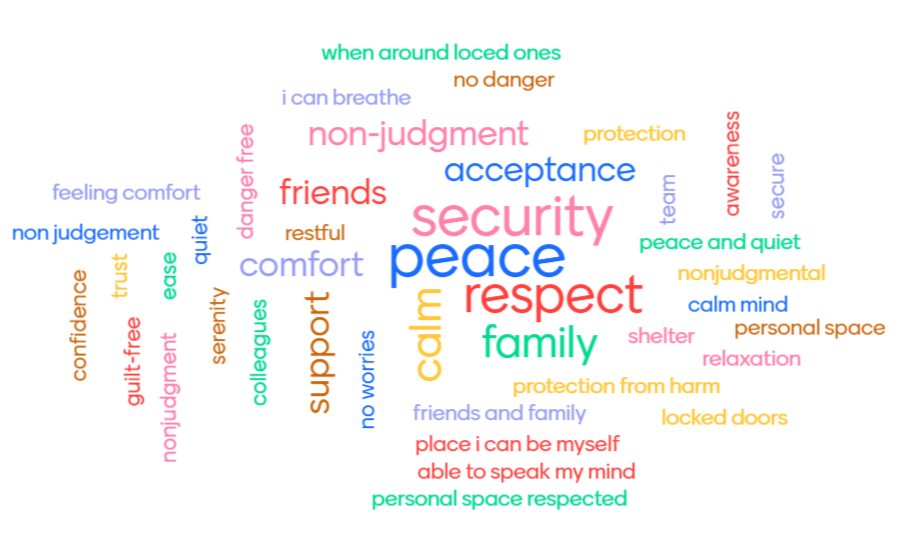 when around loced ones
no danger
i can breathe
non-judgment
protection
awareness
danger free
acceptance
secure
feeling comfort
friends
team
security
non judgement
quiet
restful
peace and quiet
trust
ease
comfort
peace
nonjudgmental
confidence
serenity
colleagues
support
calm
respect
calm mind
guilt-free
nonjudgment
no worries
family
shelter
personal space
relaxation
protection from harm
friends and family
locked doors
place i can be myself
able to speak my mind
personal space respected